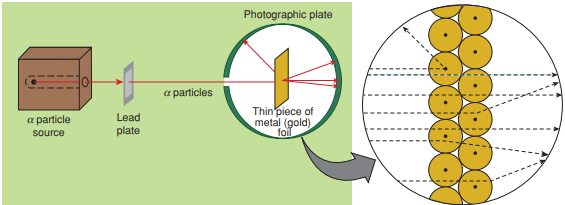 Photographic plate
α particle
source
Lead
plate
α particles
Thin piece of
metal (gold)
foil